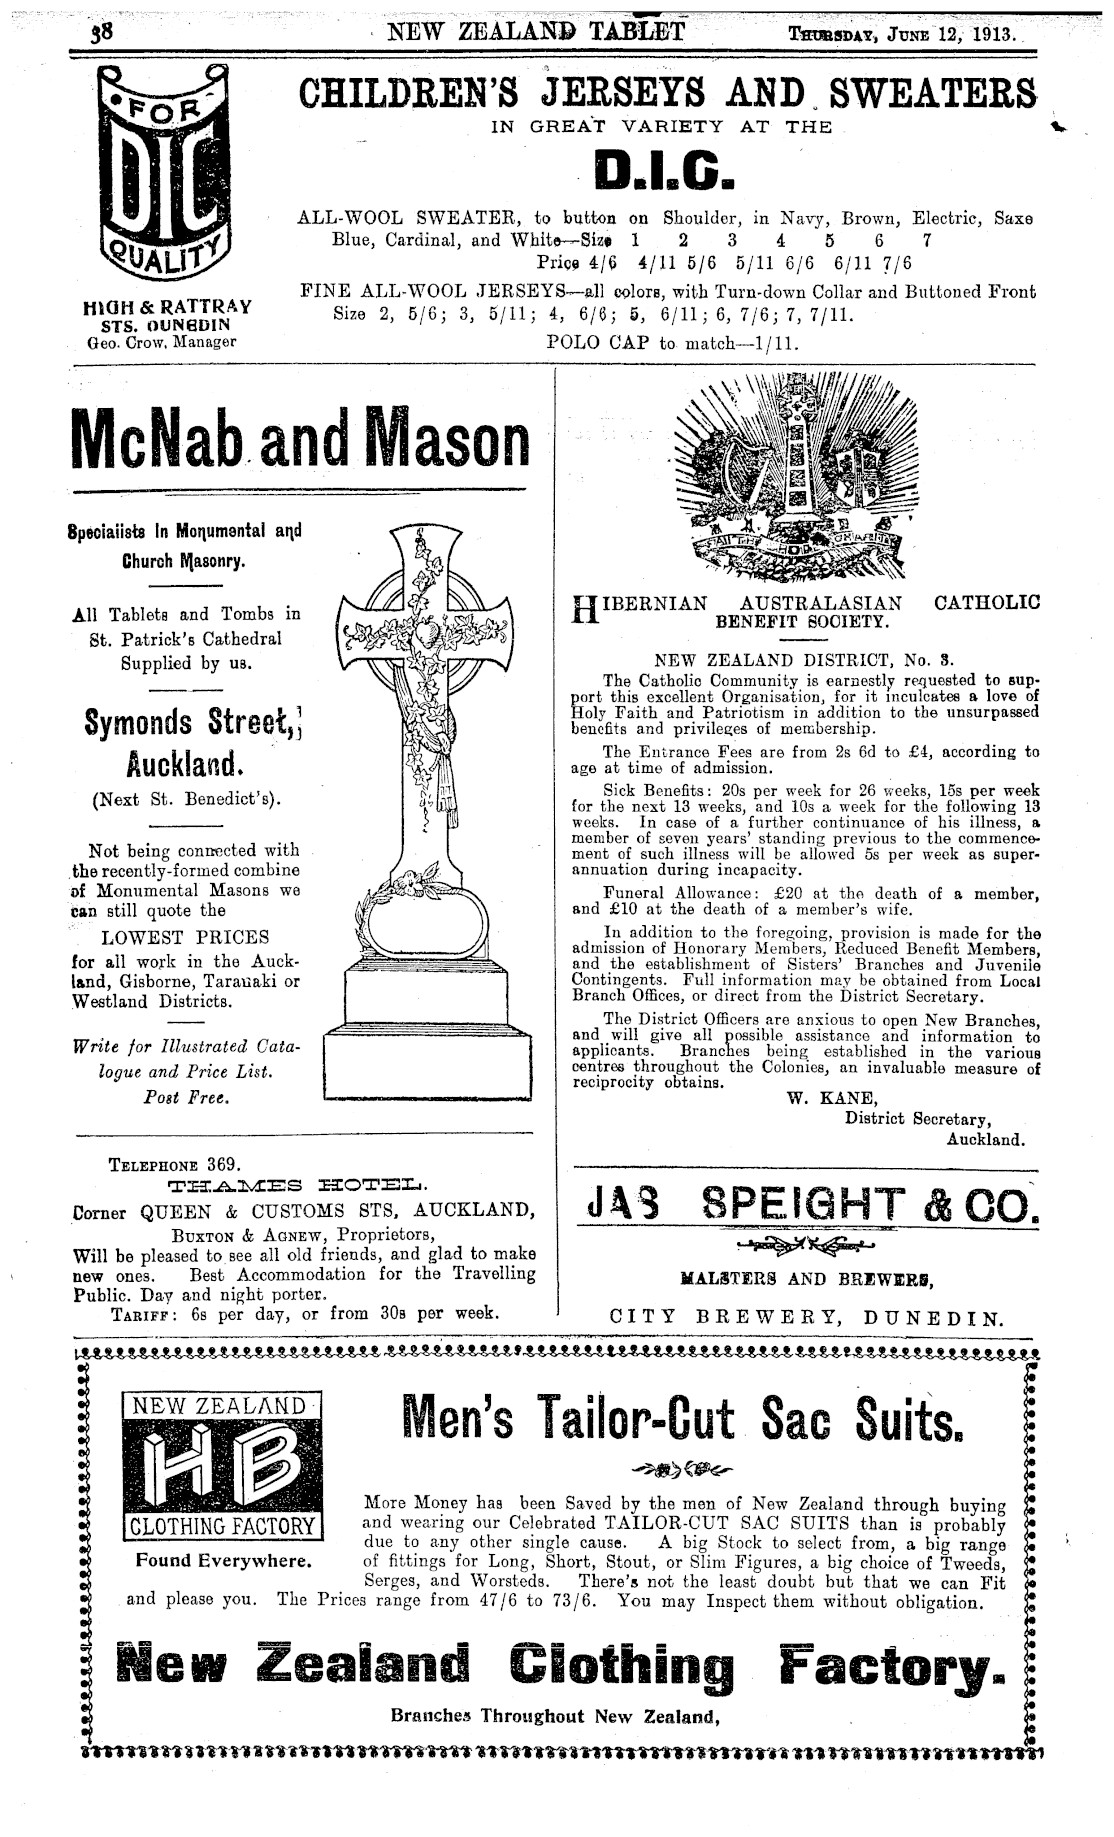 38 NEW ZEALAND TABLET THURSDAY, JUNE 12, 1913.
FOR
DIC
QUALITY
HIGH & RATTRAY
STS. DUNEDIN
Geo. Crow, Manager
CHILDREN'S JERSEYS AND SWEATERS
IN GREAT VARIETY AT THE
D.I.C.
ALL-WOOL SWEATER, to button on Shoulder, in Navy, Brown, Electric, Saxe
Blue, Cardinal, and White—Size 1 2 3 4 5 6 7
Price 4/6 4/11 5/6 5/11 6/6 6/11 7/6
FINE ALL-WOOL JERSEYS—all colors, with Turn-down Collar and Buttoned Front
Size 2, 5/6; 3, 5/11; 4, 6/6; 5, 6/11; 6, 7/6; 7, 7/11.
POLO CAP to match—1/11.
McNab and Mason
Specialists In Monumental and
Church Masonry.
All Tablets and Tombs in
St. Patrick's Cathedral
Supplied by us.
Symonds Street,
Auckland.
(Next St. Benedict's).
Not being connected with
the recently-formed combine
of Monumental Masons we
can still quote the
LOWEST PRICES
for all work in the Auck-
land, Gisborne, Taranaki or
Westland Districts.
Write for Illustrated Cata-
logue and Price List.
Post Free.
TELEPHONE 369.
THAMES HOTEL.
Corner QUEEN & CUSTOMS STS, AUCKLAND,
BUXTON & AGNEW, Proprietors,
Will be pleased to see all old friends, and glad to make
new ones. Best Accommodation for the Travelling
Public. Day and night porter.
TARIFF: 6s per day, or from 30s per week.
FAITH HOPE CHARITY
HIBERNIAN AUSTRALASIAN CATHOLIC
BENEFIT SOCIETY.
NEW ZEALAND DISTRICT, No. 3.
The Catholic Community is earnestly requested to sup-
port this excellent Organisation, for it inculcates a love of
Holy Faith and Patriotism in addition to the unsurpassed
benefits and privileges of membership.
The Entrance Fees are from 2s 6d to £4, according to
age at time of admission.
Sick Benefits: 20s per week for 26 weeks, 15s per week
for the next 13 weeks, and 10s a week for the following 13
weeks. In case of a further continuance of his illness, a
member of seven years' standing previous to the commence-
ment of such illness will be allowed 5s per week as super-
annuation during incapacity.
Funeral Allowance: £20 at the death of a member,
and £10 at the death of a member's wife.
In addition to the foregoing, provision is made for the
admission of Honorary Members, Reduced Benefit Members,
and the establishment of Sisters' Branches and Juvenile
Contingents. Full information may be obtained from Local
Branch Offices, or direct from the District Secretary.
The District Officers are anxious to open New Branches,
and will give all possible assistance and information to
applicants. Branches being established in the various
centres throughout the Colonies, an invaluable measure of
reciprocity obtains.
W. KANE,
District Secretary,
Auckland.
JAS SPEIGHT & CO.
MALSTERS AND BREWERS,
CITY BREWERY, DUNEDIN.
NEW ZEALAND
HB
CLOTHING FACTORY
Found Everywhere.
Men's Tailor-Cut Sac Suits.
More Money has been Saved by the men of New Zealand through buying
and wearing our Celebrated TAILOR-CUT SAC SUITS than is probably
due to any other single cause. A big Stock to select from, a big range
of fittings for Long, Short, Stout, or Slim Figures, a big choice of Tweeds,
Serges, and Worsteds. There's not the least doubt but that we can Fit
and please you. The Prices range from 47/6 to 73/6. You may Inspect them without obligation.
New Zealand Clothing Factory.
Branches Throughout New Zealand,